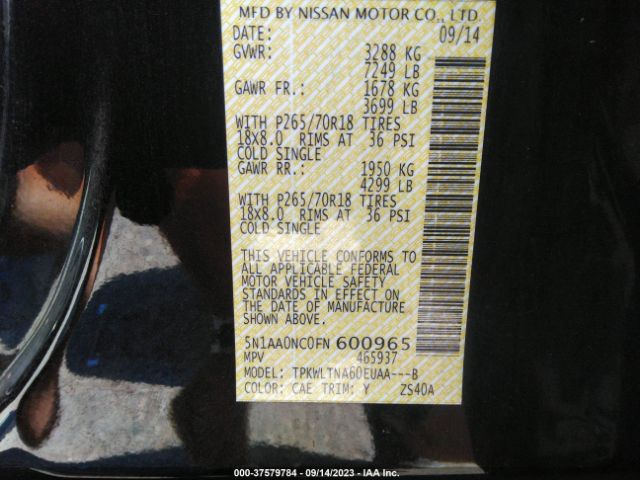 MFD BY NISSAN MOTOR CO., LTD.
DATE: 09/14
GVWR: 3288 KG
7249 LB
GAWR FR.: 1678 KG
3699 LB
WITH P265/70R18 TIRES
18X8.0 RIMS AT 36 PSI
COLD SINGLE
GAWR RR.: 1950 KG
4299 LB
WITH P265/70R18 TIRES
18X8.0 RIMS AT 36 PSI
COLD SINGLE
THIS VEHICLE CONFORMS TO
ALL APPLICABLE FEDERAL
MOTOR VEHICLE SAFETY
STANDARDS IN EFFECT ON
THE DATE OF MANUFACTURE
SHOWN ABOVE.
5N1AA0NC0FN 600965
MPV 465937
MODEL: TPKWLTNA60EUAA---B
COLOR: CAE TRIM: Y ZS40A
000-37579784 - 09/14/2023 - IAA Inc.